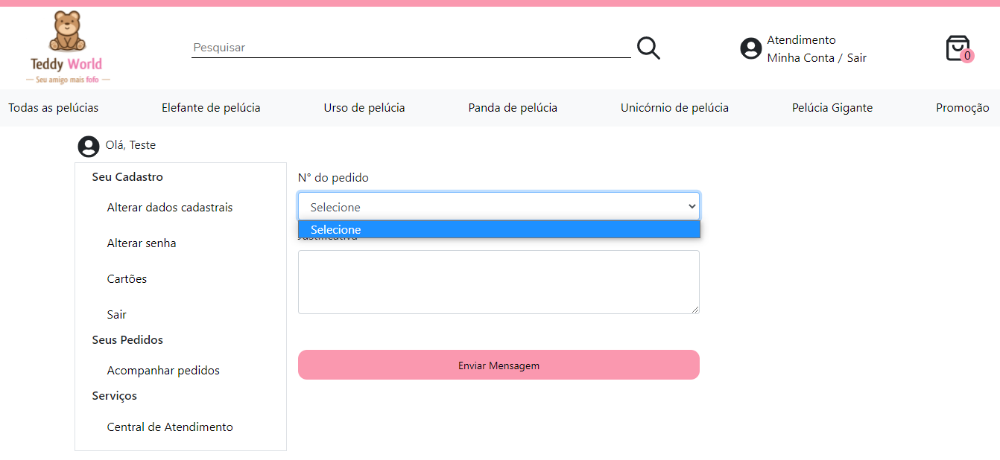 Teddy World
— Seu amigo mais fofo —
Pesquisar
Atendimento
Minha Conta / Sair
0
Todas as pelúcias
Elefante de pelúcia
Urso de pelúcia
Panda de pelúcia
Unicórnio de pelúcia
Pelúcia Gigante
Promoção
Olá, Teste
Seu Cadastro
Alterar dados cadastrais
Alterar senha
Cartões
Sair
Seus Pedidos
Acompanhar pedidos
Serviços
Central de Atendimento
N° do pedido
Selecione
Selecione
Justificativa
Enviar Mensagem